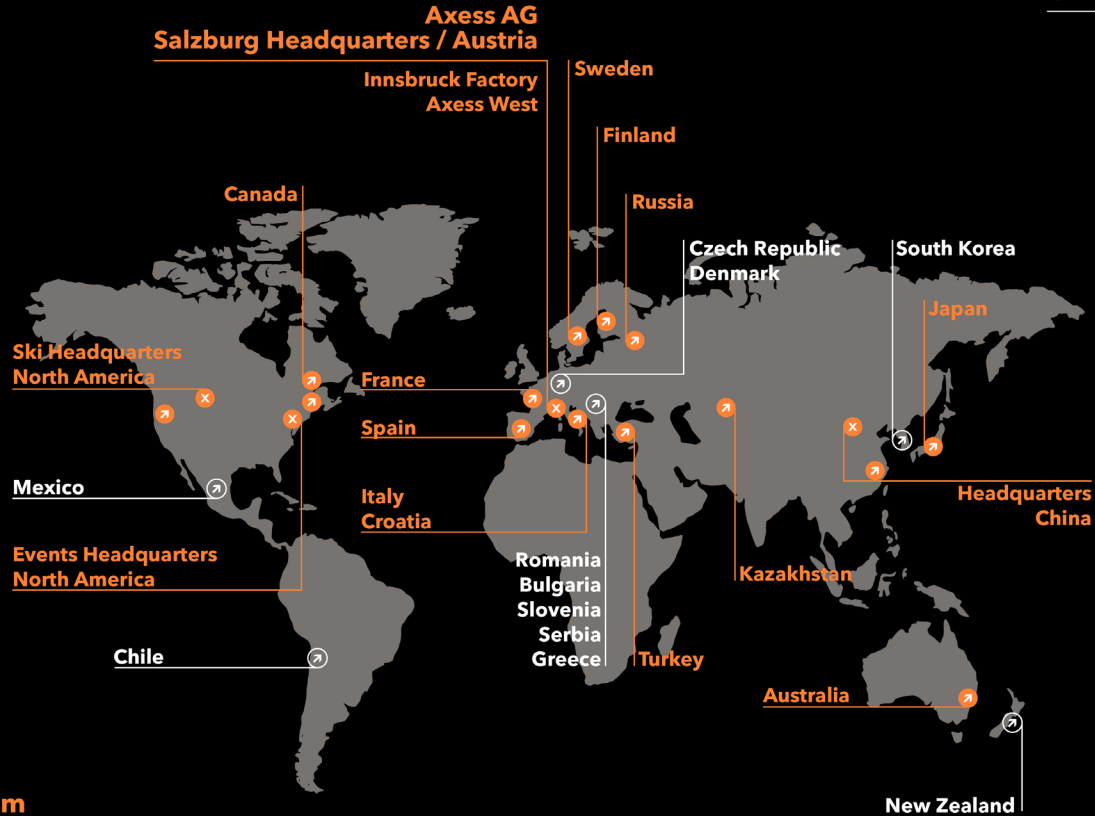 Axess AG
Salzburg Headquarters / Austria
Innsbruck Factory
Axess West
Sweden
Finland
Canada
Russia
Czech Republic
Denmark
South Korea
Japan
Ski Headquarters
North America
France
Spain
Mexico
Italy
Croatia
Headquarters
China
Events Headquarters
North America
Romania
Bulgaria
Slovenia
Serbia
Greece
Kazakhstan
Turkey
Chile
Australia
New Zealand
m